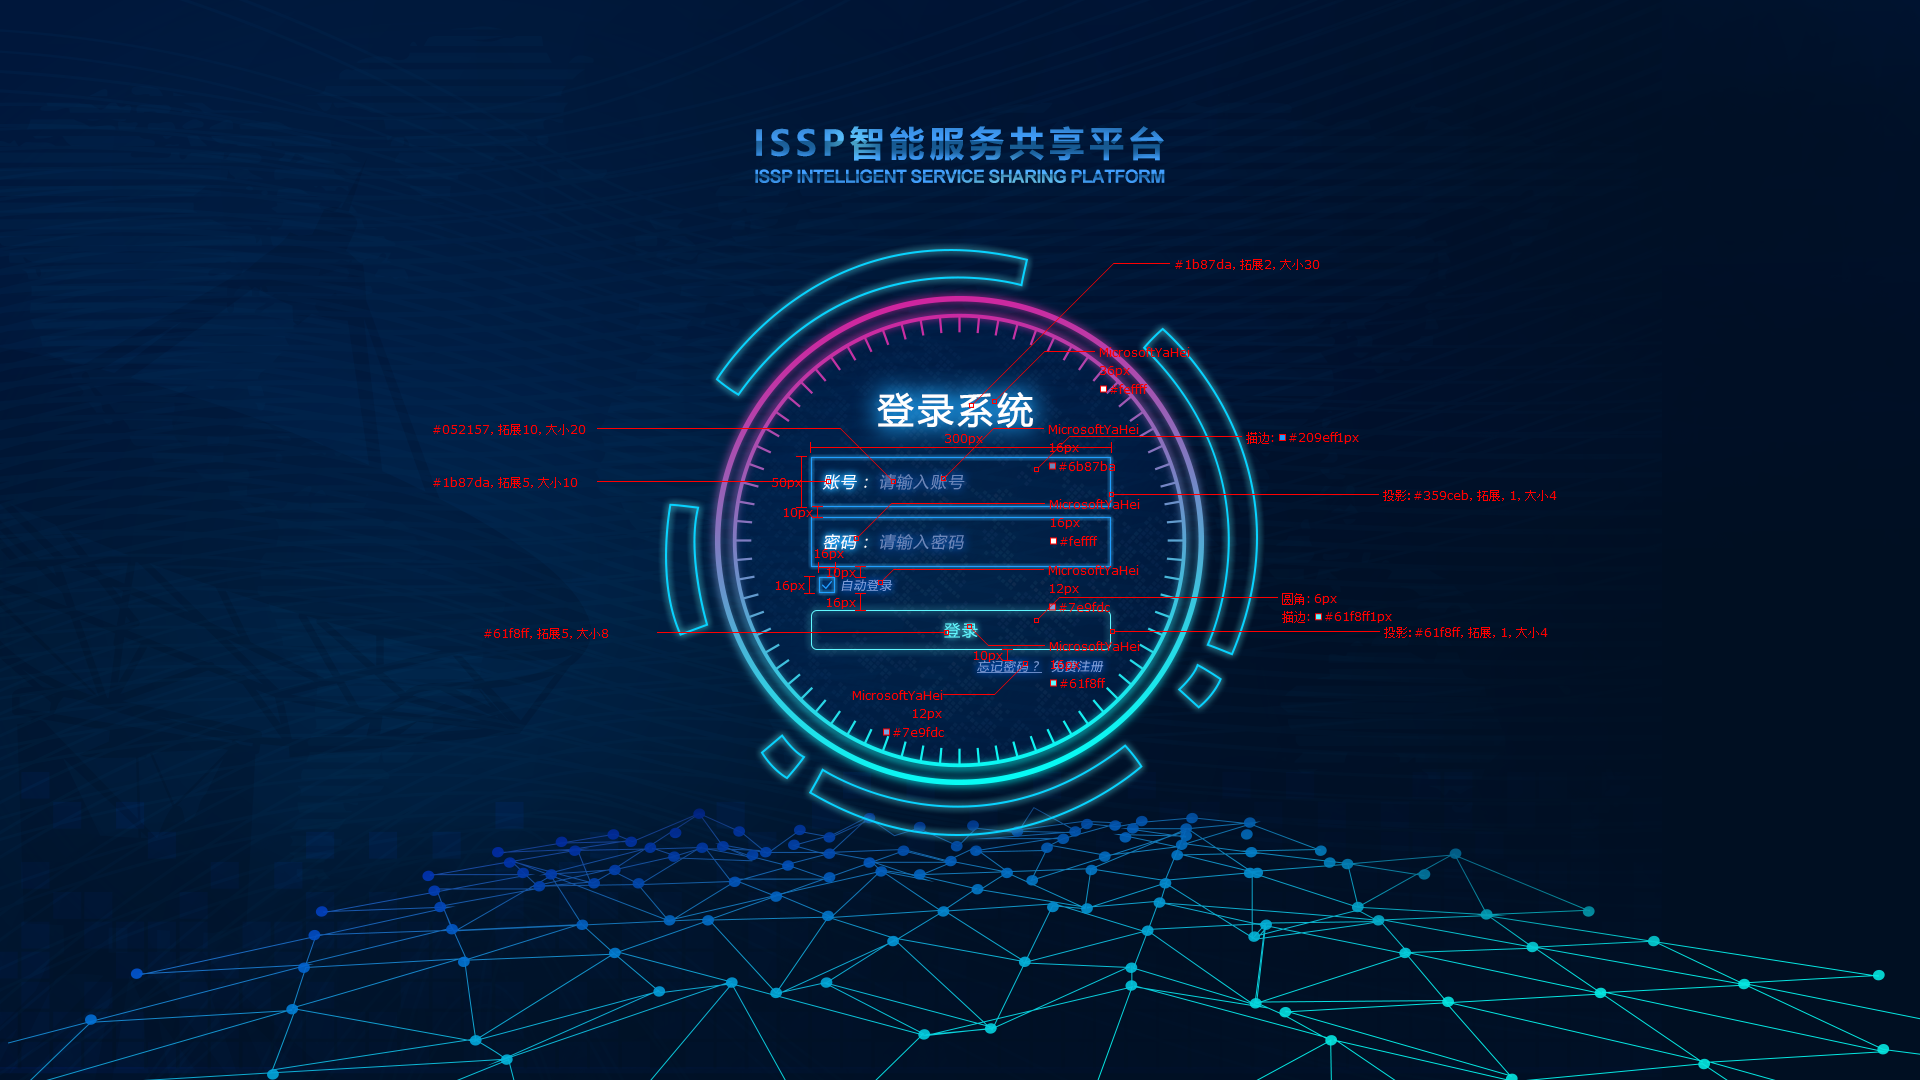 ISSP智能服务共享平台
ISSP INTELLIGENT SERVICE SHARING PLATFORM
#1b87da, 拓展2, 大小30
MicrosoftYaHei
36px
#feffff
登录系统
#052157, 拓展10, 大小20
MicrosoftYaHei
300px
描边: #209eff1px
16px
#6b87ba
#1b87da, 拓展5, 大小10
50px
账号： 请输入账号
投影: #359ceb, 拓展, 1, 大小4
MicrosoftYaHei
10px
16px
密码： 请输入密码
#feffff
16px
10px
MicrosoftYaHei
16px
自动登录
12px
#7e9fdc
16px
圆角: 6px
描边: #61f8ff1px
#61f8ff, 拓展5, 大小8
登录
投影: #61f8ff, 拓展, 1, 大小4
MicrosoftYaHei
10px
忘记密码？ 免费注册
#61f8ff
MicrosoftYaHei
12px
#7e9fdc